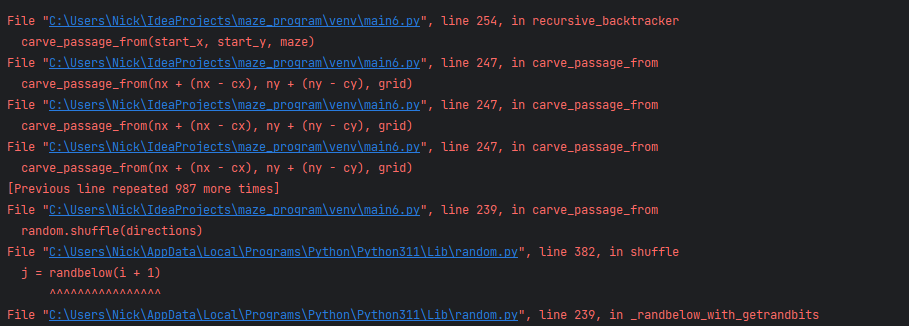 File "C:\Users\Nick\IdeaProjects\maze_program\venv\main6.py", line 254, in recursive_backtracker
carve_passage_from(start_x, start_y, maze)
File "C:\Users\Nick\IdeaProjects\maze_program\venv\main6.py", line 247, in carve_passage_from
carve_passage_from(nx + (nx - cx), ny + (ny - cy), grid)
File "C:\Users\Nick\IdeaProjects\maze_program\venv\main6.py", line 247, in carve_passage_from
carve_passage_from(nx + (nx - cx), ny + (ny - cy), grid)
File "C:\Users\Nick\IdeaProjects\maze_program\venv\main6.py", line 247, in carve_passage_from
carve_passage_from(nx + (nx - cx), ny + (ny - cy), grid)
[Previous line repeated 987 more times]
File "C:\Users\Nick\IdeaProjects\maze_program\venv\main6.py", line 239, in carve_passage_from
random.shuffle(directions)
File "C:\Users\Nick\AppData\Local\Programs\Python\Python311\Lib\random.py", line 382, in shuffle
j = randbelow(i + 1)
^^^^^^^^^^^^^^^^
File "C:\Users\Nick\AppData\Local\Programs\Python\Python311\Lib\random.py", line 239, in _randbelow_with_getrandbits